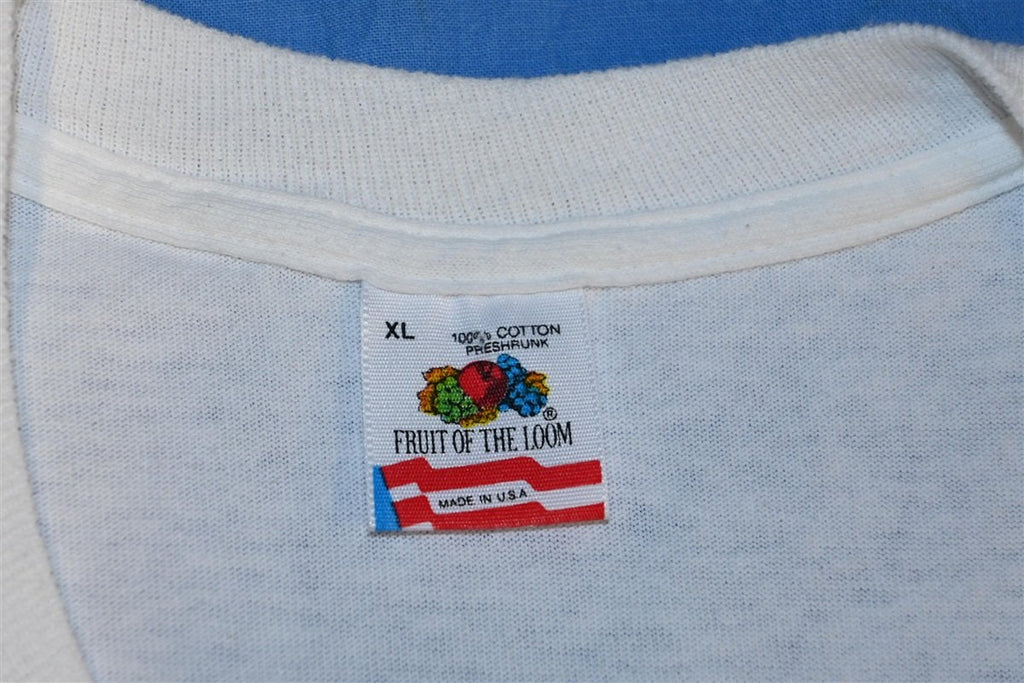 XL
100% COTTON
PRESHRUNK
®
FRUIT OF THE LOOM
MADE IN U.S.A.